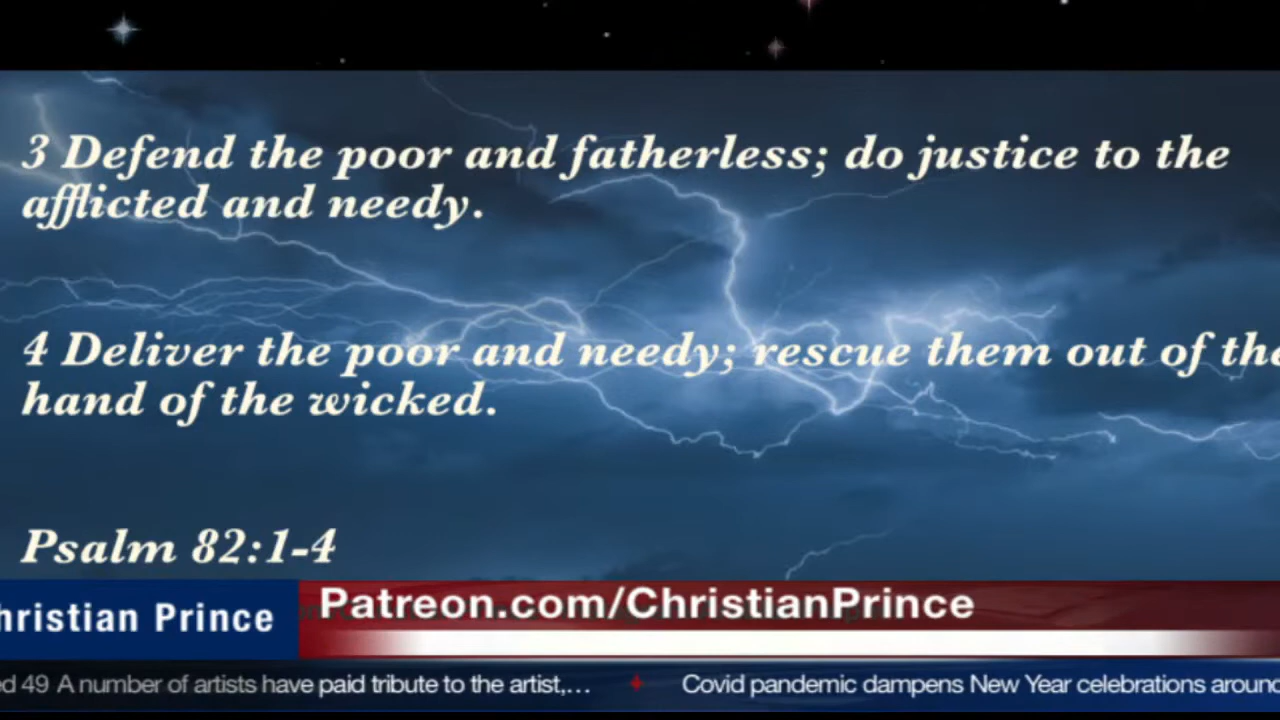 3 Defend the poor and fatherless; do justice to the
afflicted and needy.
4 Deliver the poor and needy; rescue them out of the
hand of the wicked.
Psalm 82:1-4
hristian Prince
Patreon.com/ChristianPrince
ed 49 A number of artists have paid tribute to the artist,... Covid pandemic dampens New Year celebrations around